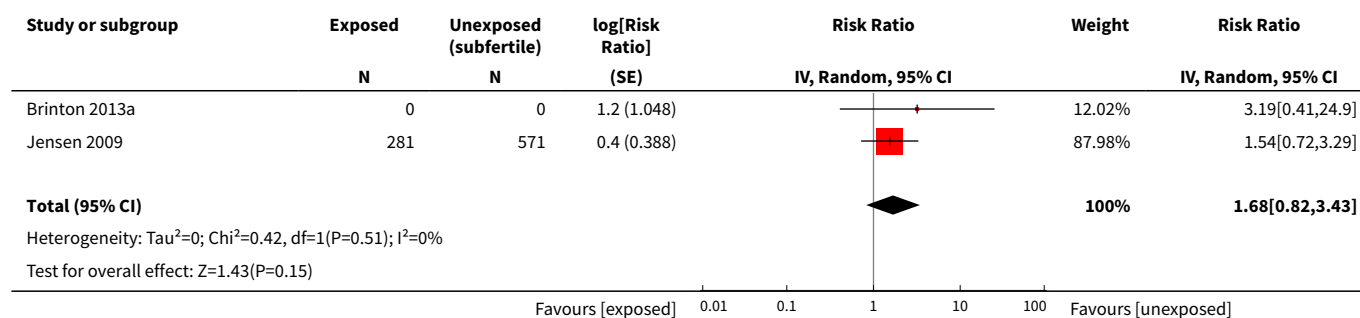 Study or subgroup Exposed Unexposed (subfertile) log[Risk Ratio] Risk Ratio Weight Risk Ratio
N N (SE) IV, Random, 95% CI IV, Random, 95% CI
Brinton 2013a 0 0 1.2 (1.048) 12.02% 3.19[0.41,24.9]
Jensen 2009 281 571 0.4 (0.388) 87.98% 1.54[0.72,3.29]
Total (95% CI) 100% 1.68[0.82,3.43]
Heterogeneity: Tau²=0; Chi²=0.42, df=1(P=0.51); I²=0%
Test for overall effect: Z=1.43(P=0.15)
Favours [exposed] 0.01 0.1 1 10 100 Favours [unexposed]